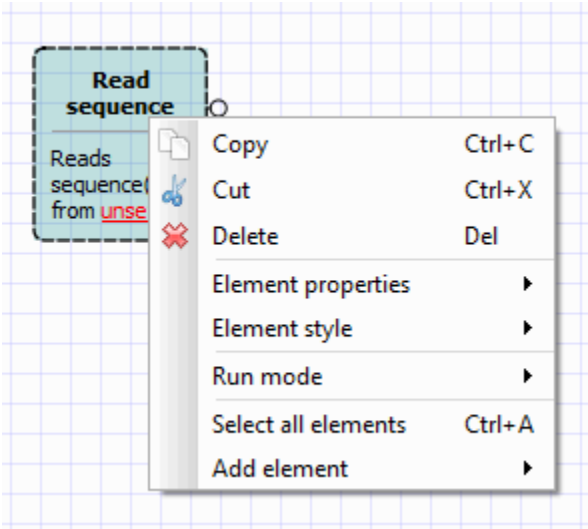 Read
sequence
Reads
sequence(
from unse
Copy Ctrl+C
Cut Ctrl+X
Delete Del
Element properties
Element style
Run mode
Select all elements Ctrl+A
Add element